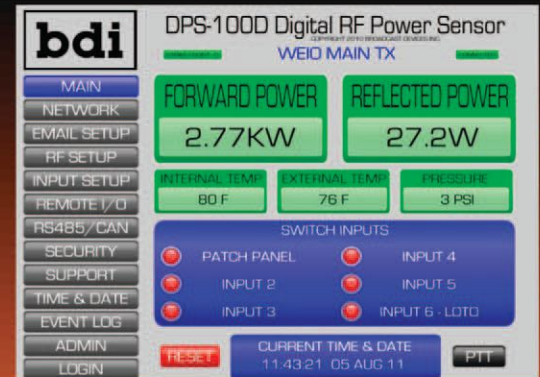 bdi
DPS-100D Digital RF Power Sensor
COPYRIGHT 2010 BROADCAST DEVICES INC.
WEIO MAIN TX
MAIN
NETWORK
EMAIL SETUP
RF SETUP
INPUT SETUP
REMOTE I/O
RS485/CAN
SECURITY
SUPPORT
TIME & DATE
EVENT LOG
ADMIN
LOGIN
FORWARD POWER
2.77KW
REFLECTED POWER
27.2W
INTERNAL TEMP
80 F
EXTERNAL TEMP
76 F
PRESSURE
3 PSI
SWITCH INPUTS
PATCH PANEL
INPUT 4
INPUT 2
INPUT 5
INPUT 3
INPUT 6 - LOTO
RESET
CURRENT TIME & DATE
11:43:21 05 AUG 11
PTT